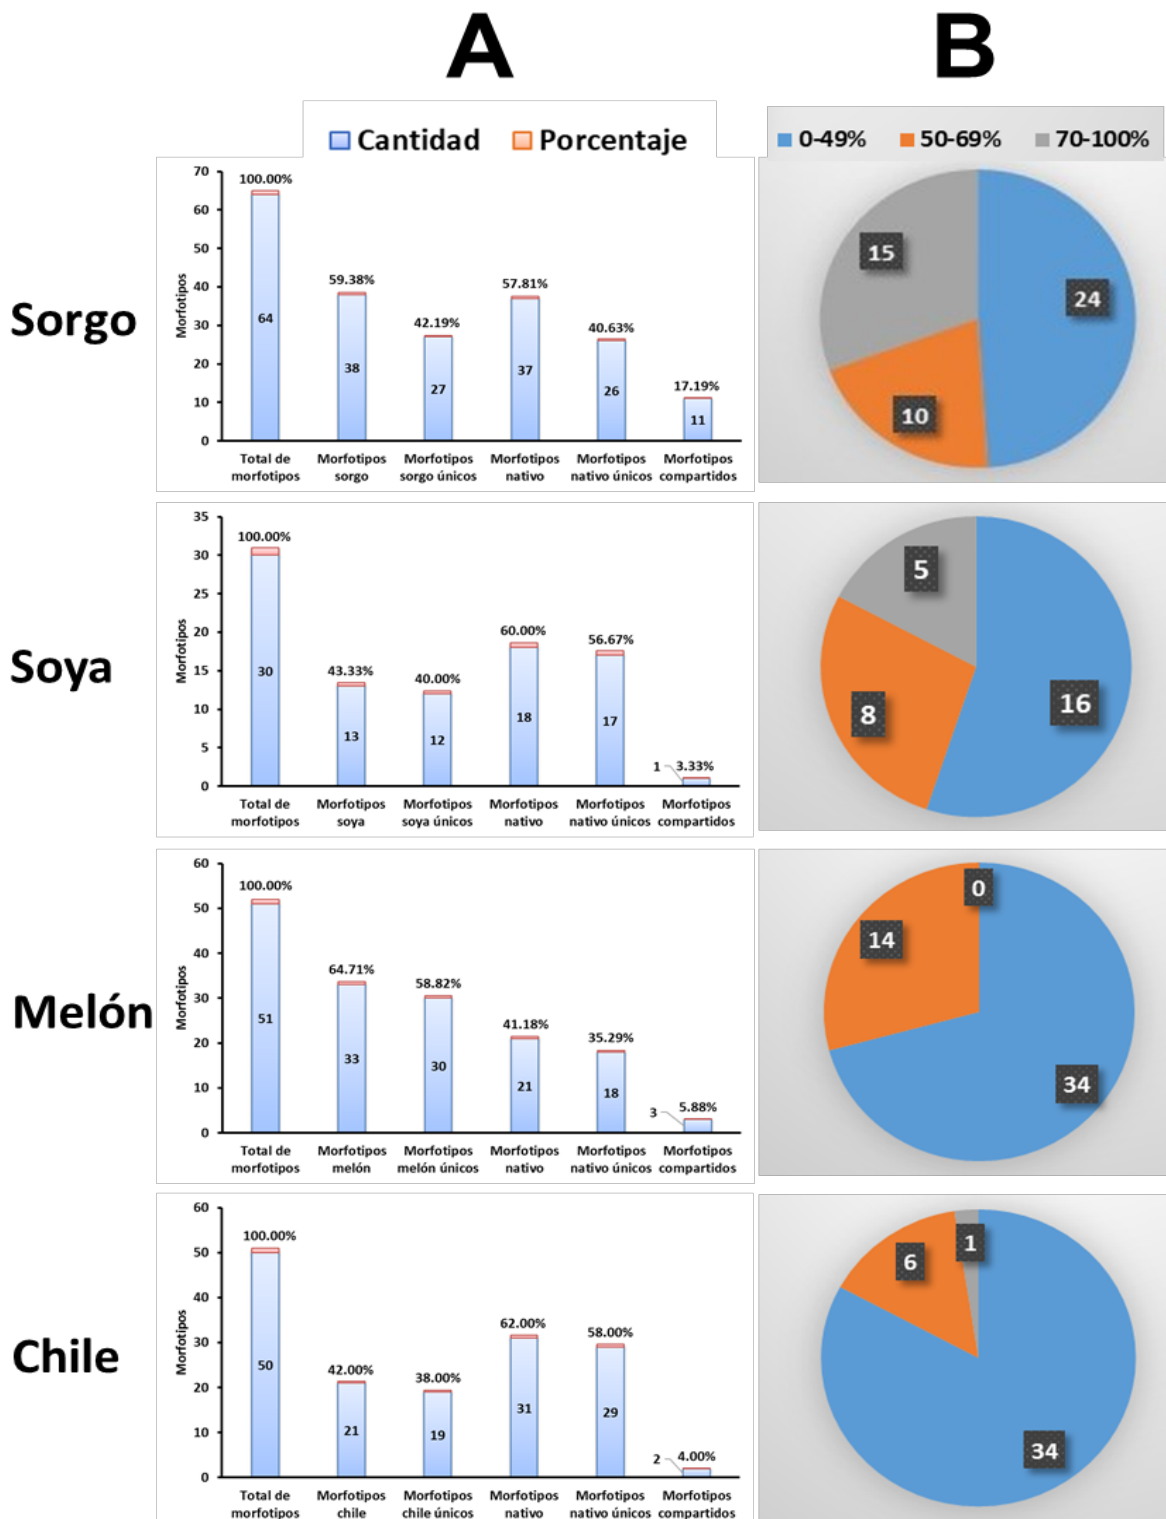 A
B
Cantidad Porcentaje
0-49% 50-69% 70-100%
Sorgo
Morfotipos
70
60
50
40
30
20
10
0
100.00%
59.38%
42.19%
57.81%
40.63%
17.19%
64
38
27
37
26
11
Total de morfotipos
Morfotipos sorgo
Morfotipos sorgo únicos
Morfotipos nativo
Morfotipos nativo únicos
Morfotipos compartidos
15
24
10
Soya
Morfotipos
35
30
25
20
15
10
5
0
100.00%
43.33%
40.00%
60.00%
56.67%
3.33%
30
13
12
18
17
1
Total de morfotipos
Morfotipos soya
Morfotipos soya únicos
Morfotipos nativo
Morfotipos nativo únicos
Morfotipos compartidos
5
8
16
Melón
Morfotipos
60
50
40
30
20
10
0
100.00%
64.71%
58.82%
41.18%
35.29%
5.88%
51
33
30
21
18
3
Total de morfotipos
Morfotipos melón
Morfotipos melón únicos
Morfotipos nativo
Morfotipos nativo únicos
Morfotipos compartidos
0
14
34
Chile
Morfotipos
60
50
40
30
20
10
0
100.00%
42.00%
38.00%
62.00%
58.00%
4.00%
50
21
19
31
29
2
Total de morfotipos
Morfotipos chile
Morfotipos chile únicos
Morfotipos nativo
Morfotipos nativo únicos
Morfotipos compartidos
1
6
34